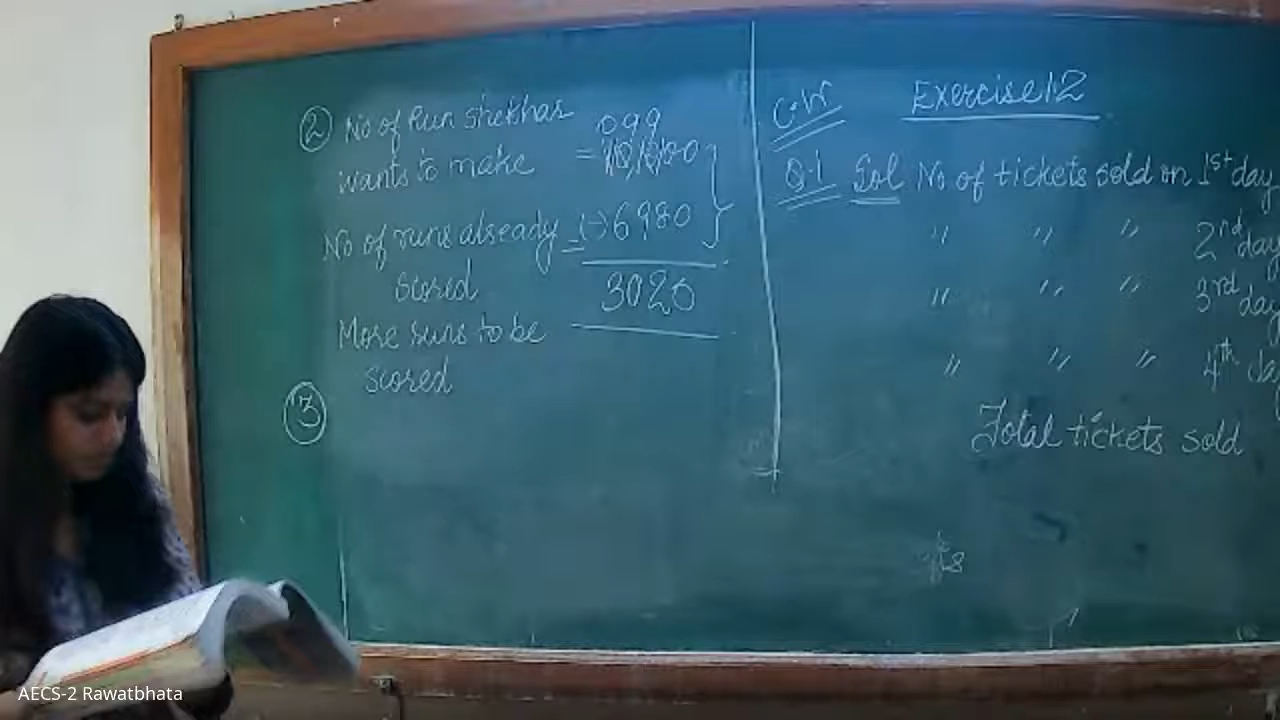 ② No of Run Shekhar
099
wants to make = 10,000
No of runs already = (-) 6980
scored 3020
More runs to be
scored
③
C.W Exercise 1.2
Q.1 Sol No of tickets sold on 1st day
〃 〃 〃 2nd day
〃 〃 〃 3rd day
〃 〃 〃 4th day
Total tickets sold
AECS-2 Rawatbhata